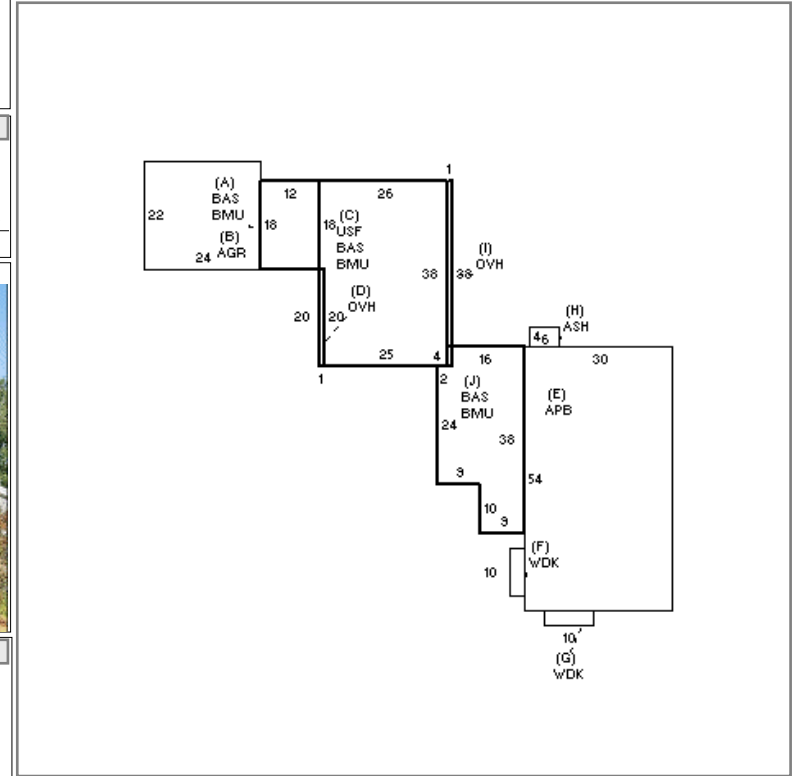 1
(A)
BAS
BMU
12
26
22
18
18
(C)
USF
BAS
BMU
(B)
AGR
24
38
38
(I)
OVH
(D)
OVH
20
20
(H)
ASH
46
25
4
16
30
1
2
(J)
BAS
BMU
(E)
APB
24
38
9
54
10
9
(F)
WDK
10
10
(G)
WDK